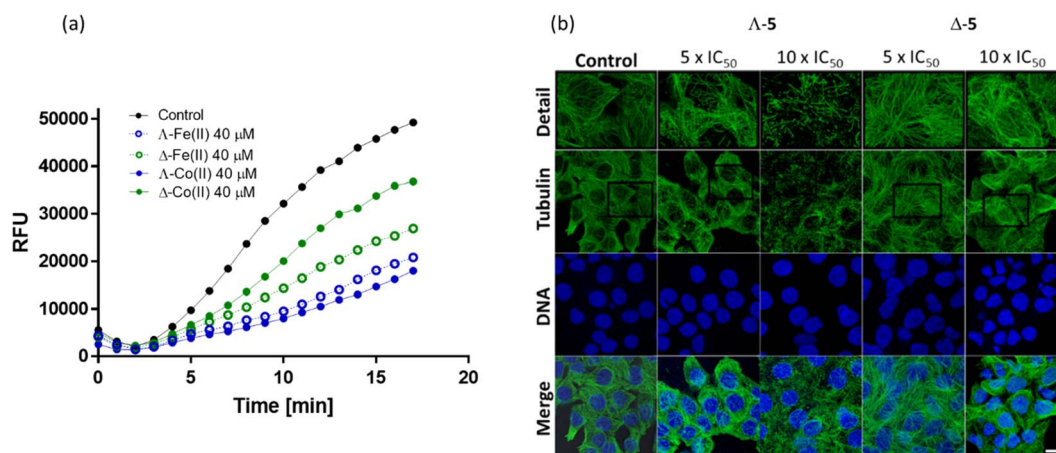 (a)
Control
Λ-Fe(II) 40 μM
Δ-Fe(II) 40 μM
Λ-Co(II) 40 μM
Δ-Co(II) 40 μM
RFU
50000
40000
30000
20000
10000
0
0 5 10 15 20
Time [min]
(b)
Λ-5 Δ-5
Control 5 x IC50 10 x IC50 5 x IC50 10 x IC50
Detail
Tubulin
DNA
Merge